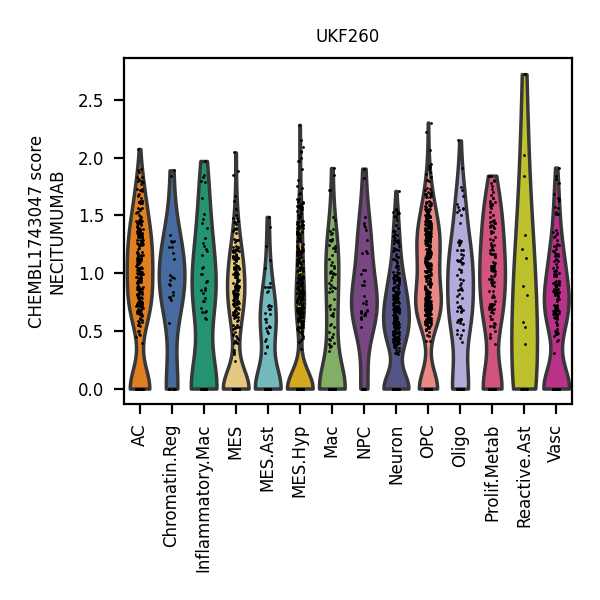 UKF260
CHEMBL1743047 score
NECITUMUMAB
2.5
2.0
1.5
1.0
0.5
0.0
AC
Chromatin.Reg
Inflammatory.Mac
MES
MES.Ast
MES.Hyp
Mac
NPC
Neuron
OPC
Oligo
Prolif.Metab
Reactive.Ast
Vasc